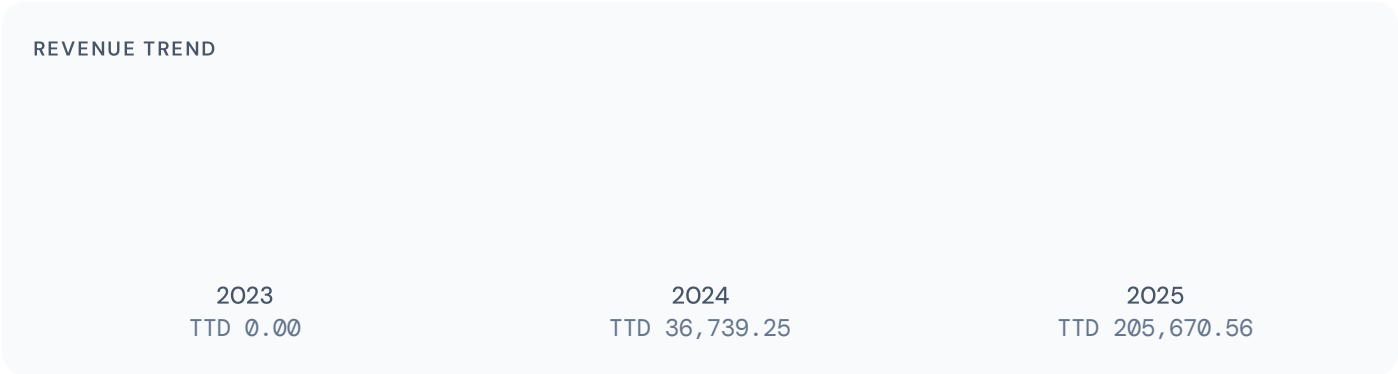 REVENUE TREND
2023
TTD 0.00
2024
TTD 36,739.25
2025
TTD 205,670.56